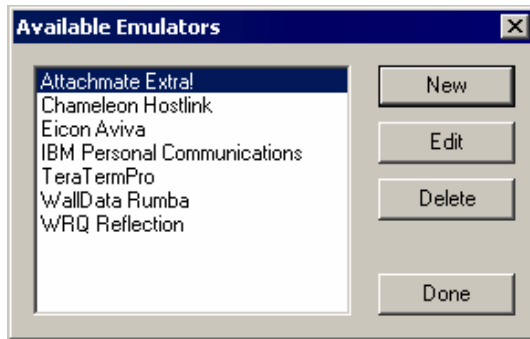 Available Emulators
Attachmate Extra!
Chameleon Hostlink
Eicon Aviva
IBM Personal Communications
TeraTermPro
WallData Rumba
WRQ Reflection
New
Edit
Delete
Done